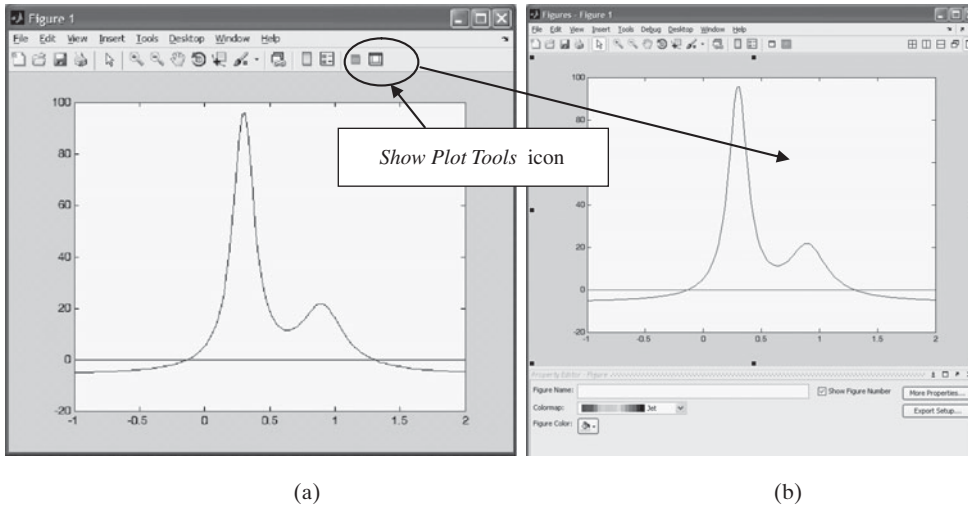 Figure 1
File Edit View Insert Tools Desktop Window Help
100
80
60
40
20
0
-20
-1 -0.5 0 0.5 1 1.5 2
Show Plot Tools icon
Figures - Figure 1
File Edit View Insert Tools Debug Desktop Window Help
100
80
60
40
20
0
-20
-1 -0.5 0 0.5 1 1.5 2
Property Editor - Figure
Figure Name:
Show Figure Number
More Properties...
Colormap: Jet
Export Setup...
Figure Color:
(a) (b)